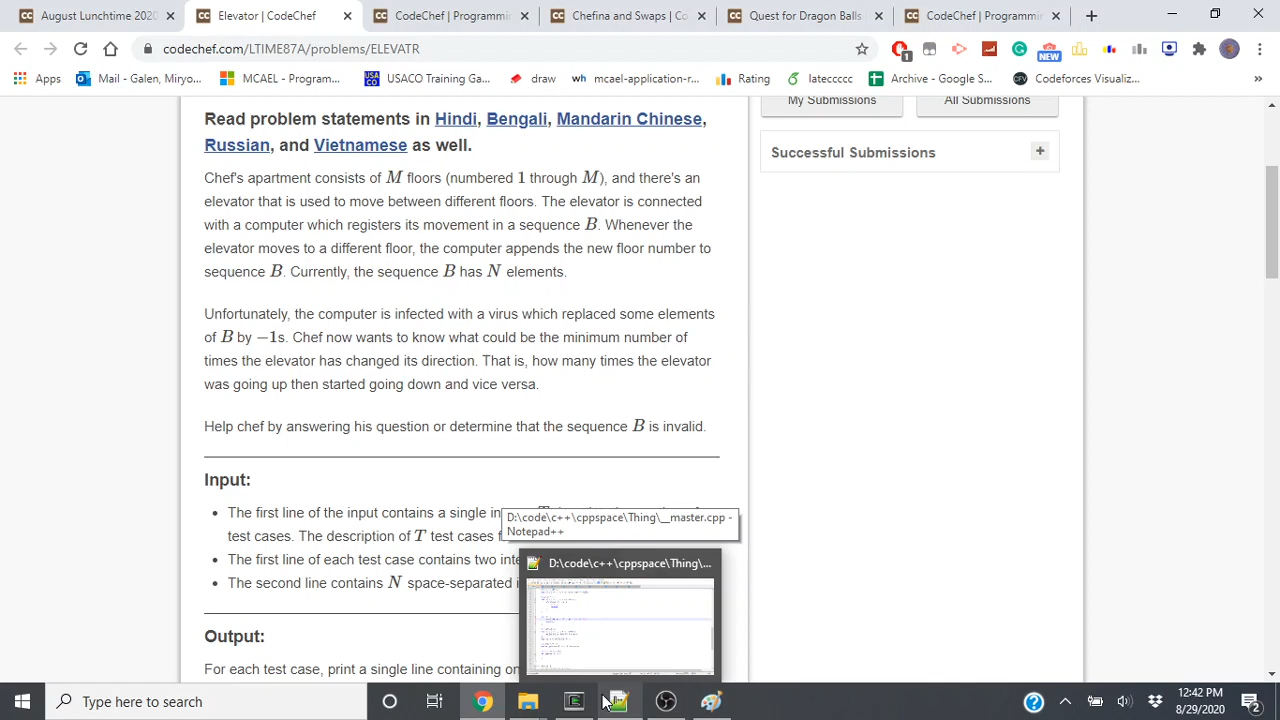 August Lunchtime 2020
Elevator | CodeChef
CodeChef | Programmin
Chefina and Swaps | Co
Quest for Dragon Balls
CodeChef | Programmin
codechef.com/LTIME87A/problems/ELEVATR
1
NEW
Apps
Mail - Galen, Miryo...
MCAEL - Program...
USACO Training Ga...
draw
mcael-application-r...
Rating
lateccccc
Archive - Google S...
Codeforces Visualiz...
»
My Submissions
All Submissions
Successful Submissions
+
Read problem statements in Hindi, Bengali, Mandarin Chinese,
Russian, and Vietnamese as well.
Chef's apartment consists of M floors (numbered 1 through M), and there's an
elevator that is used to move between different floors. The elevator is connected
with a computer which registers its movement in a sequence B. Whenever the
elevator moves to a different floor, the computer appends the new floor number to
sequence B. Currently, the sequence B has N elements.
Unfortunately, the computer is infected with a virus which replaced some elements
of B by −1s. Chef now wants to know what could be the minimum number of
times the elevator has changed its direction. That is, how many times the elevator
was going up then started going down and vice versa.
Help chef by answering his question or determine that the sequence B is invalid.
Input:
The first line of the input contains a single in
test cases. The description of T test cases f
The first line of each test case contains two inte
The second line contains N space-separated i
D:\code\c++\cppspace\Thing\__master.cpp -
Notepad++
D:\code\c++\cppspace\Thing\...
Output:
For each test case, print a single line containing on
Type here to search
12:42 PM
8/29/2020
2